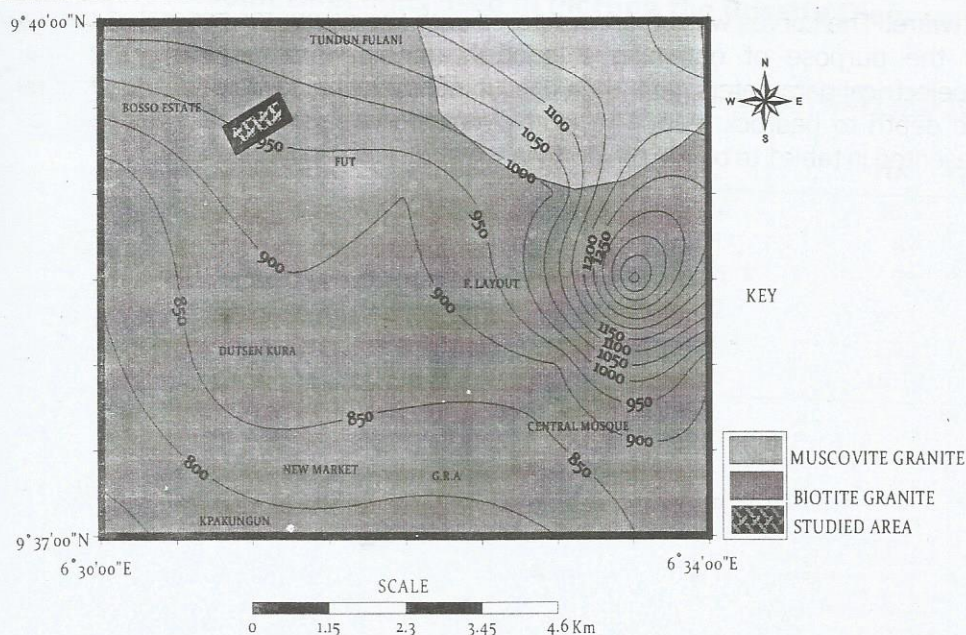 9°40'00"N
TUNDUN FULANI
BOSSO ESTATE
950
FUT
1100
1050
1000
N
W E
S
950
1200
1250
900
900
F. LAYOUT
KEY
850
1150
1100
1050
1000
DUTSEN KURA
950
850
CENTRAL MOSQUE
900
850
800
NEW MARKET
G.R.A
MUSCOVITE GRANITE
BIOTITE GRANITE
STUDIED AREA
KPAKUNGUN
9°37'00"N
6°30'00"E
6°34'00"E
SCALE
0 1.15 2.3 3.45 4.6 Km